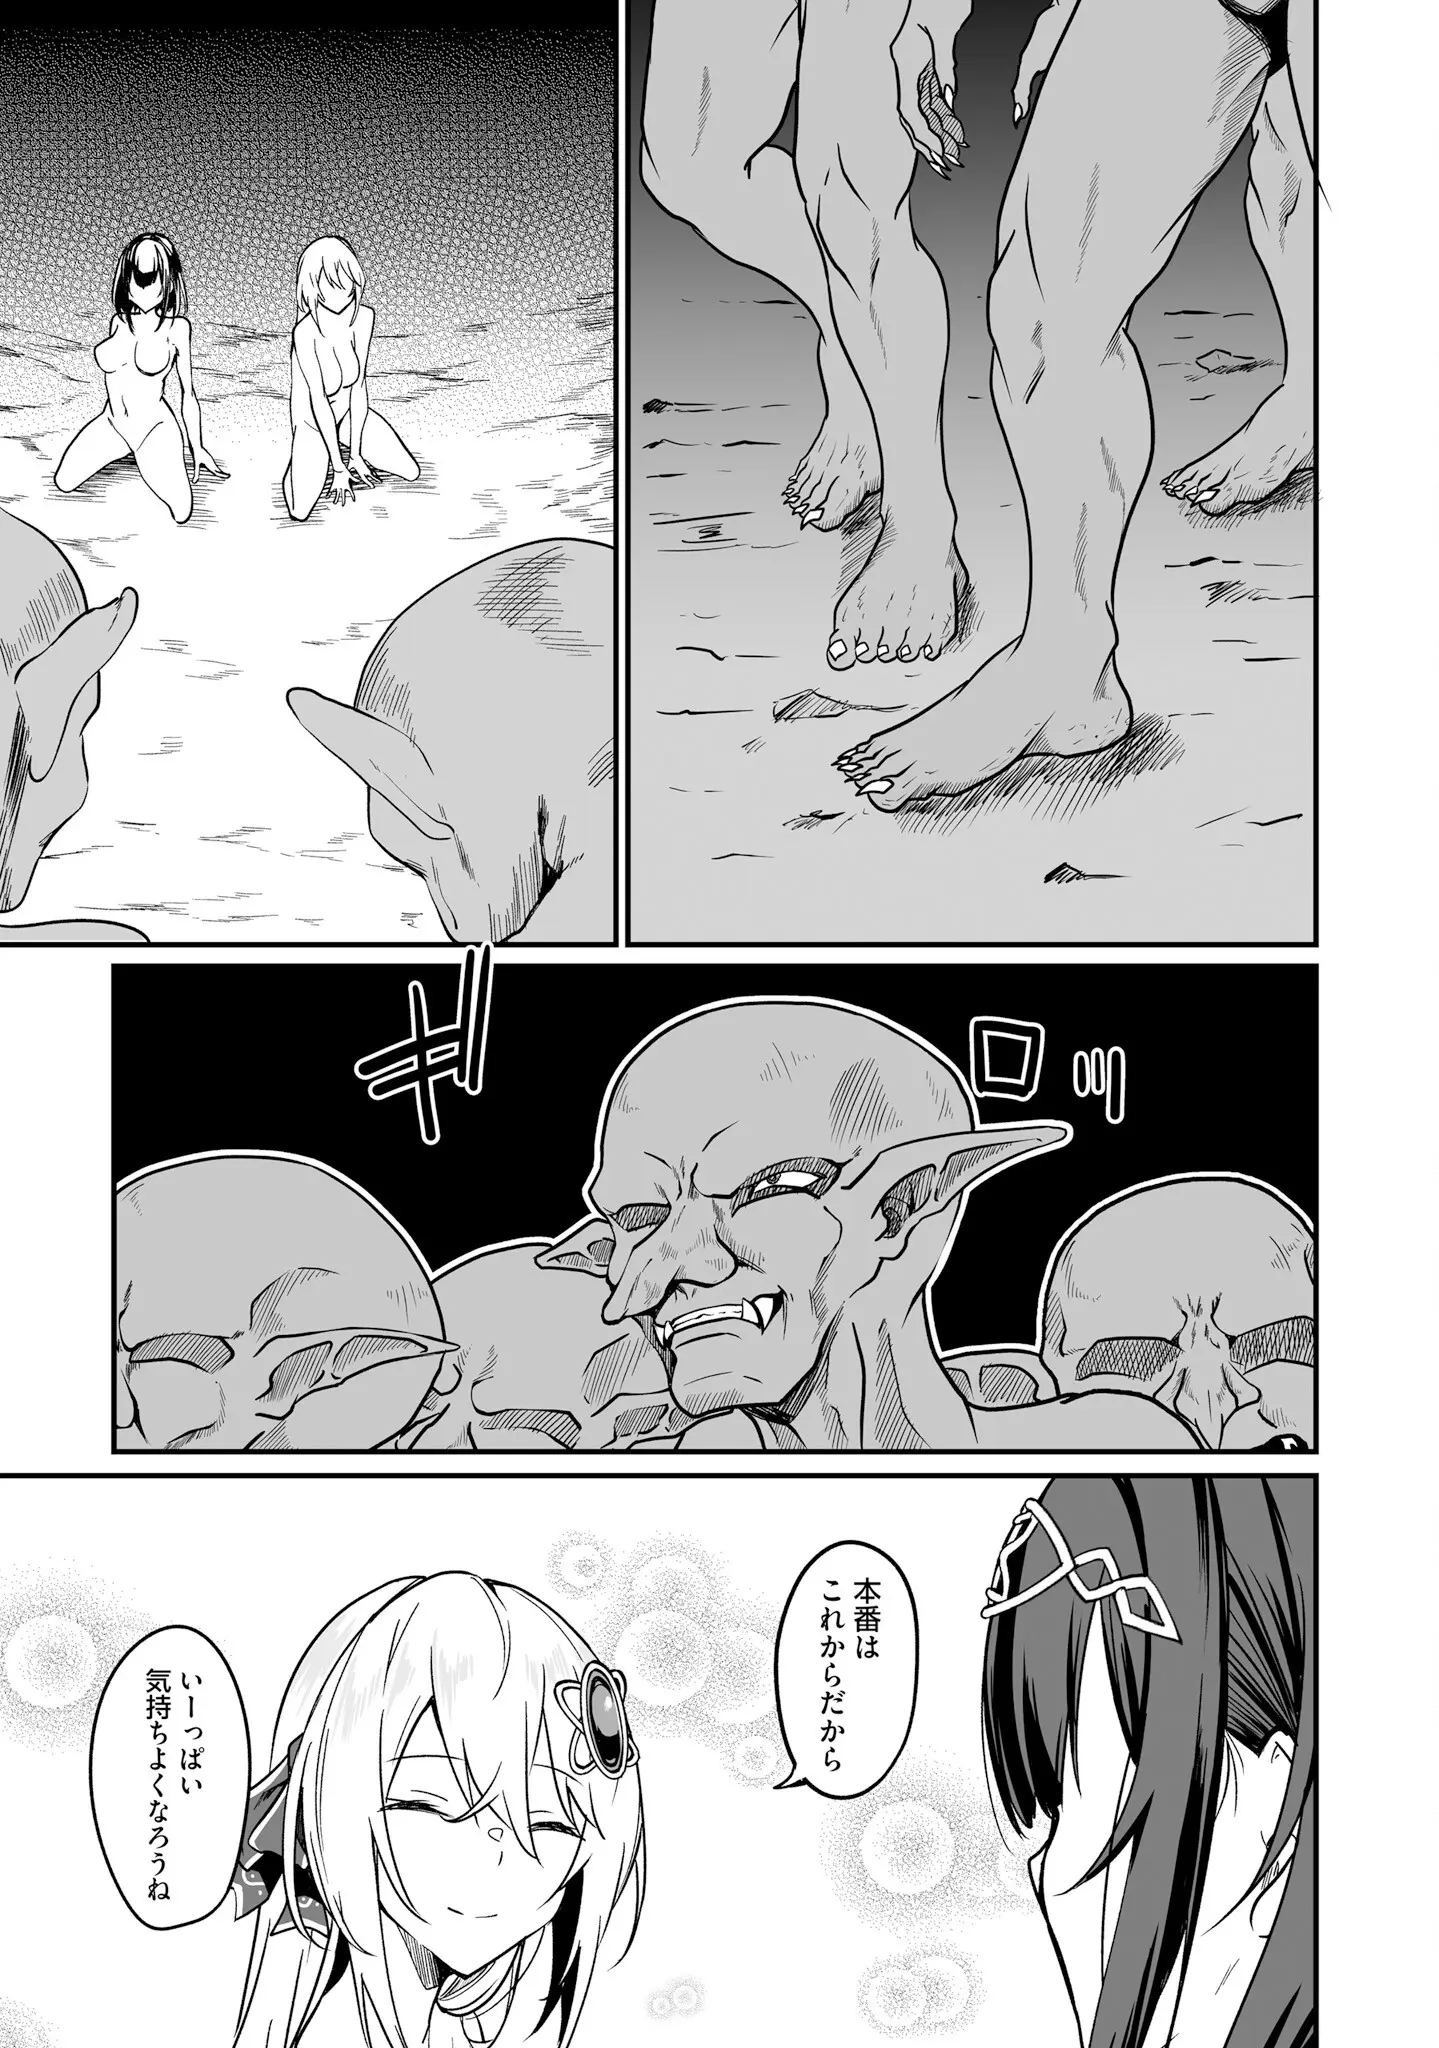 ギ
ロッ
本番は
これからだから
いーっぱい
気持ちよくなろうね